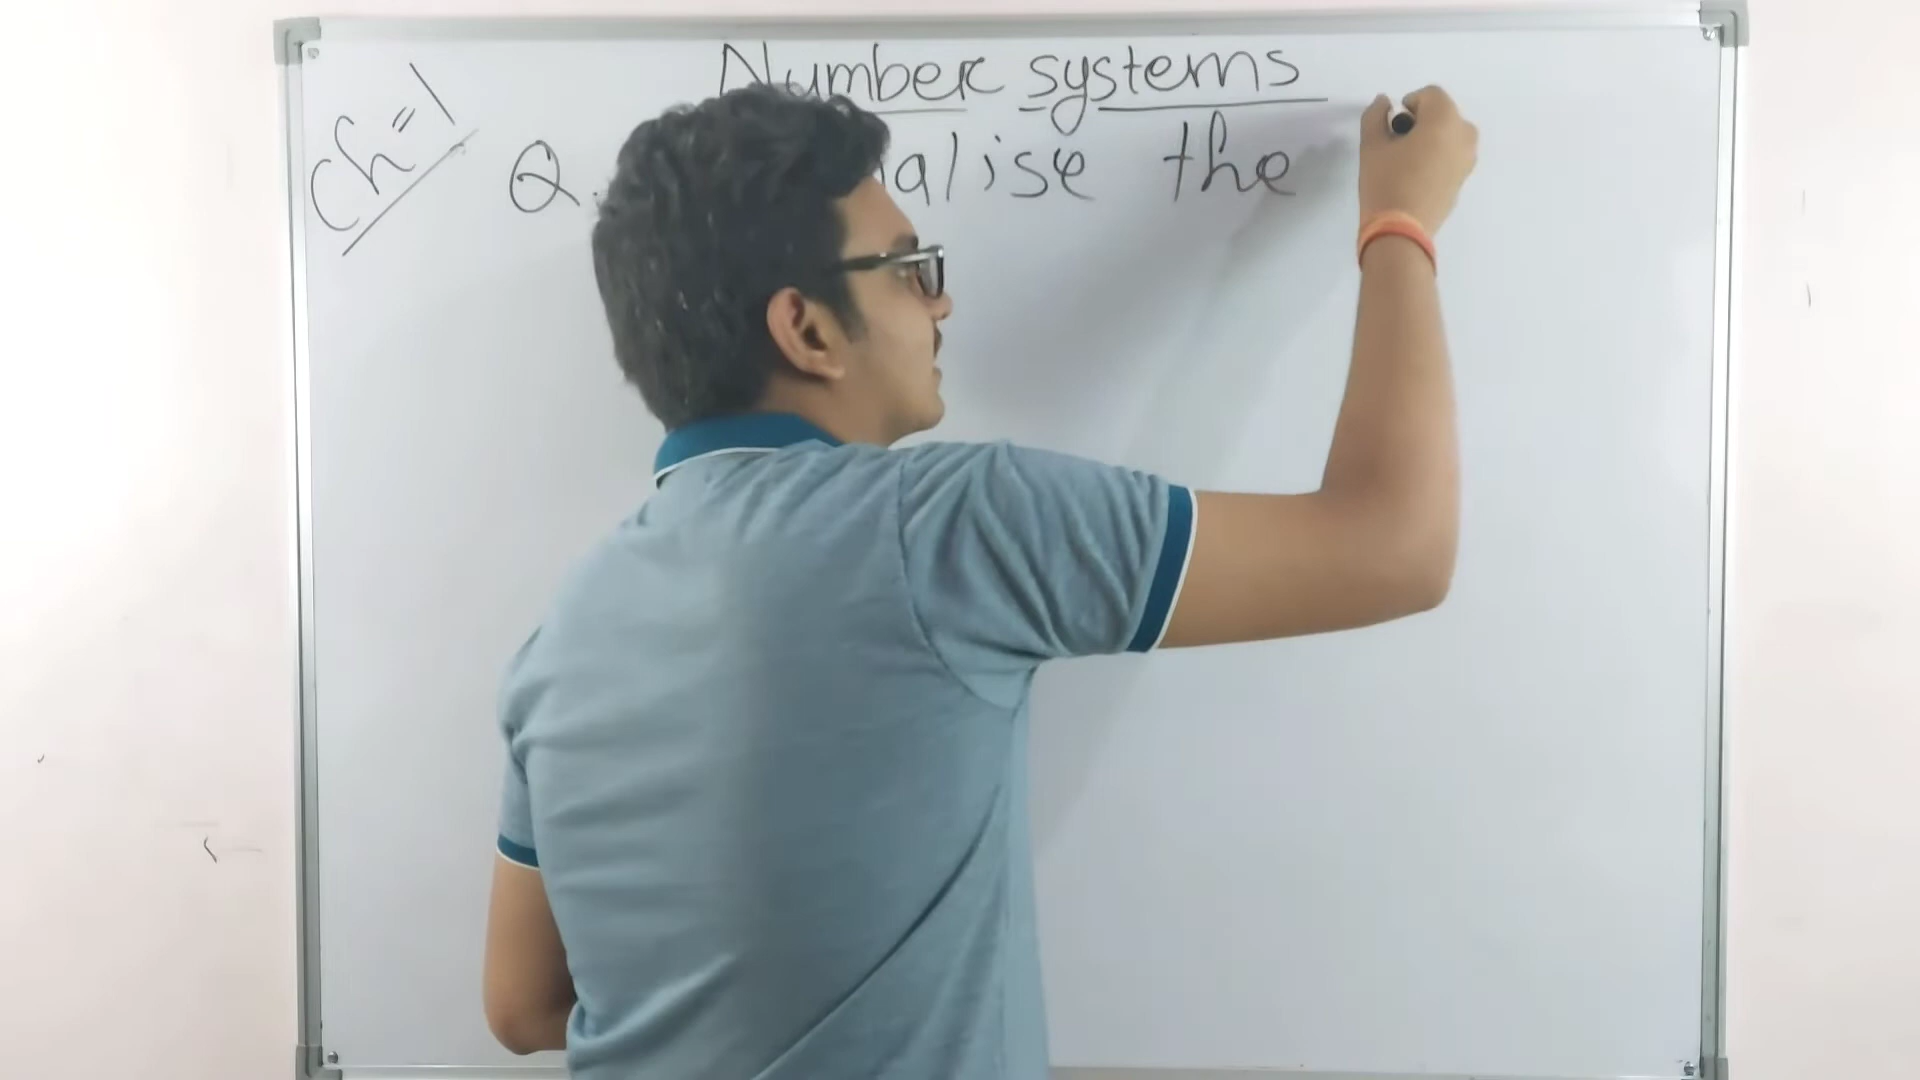 Ch=1
Number systems
Q. alise the